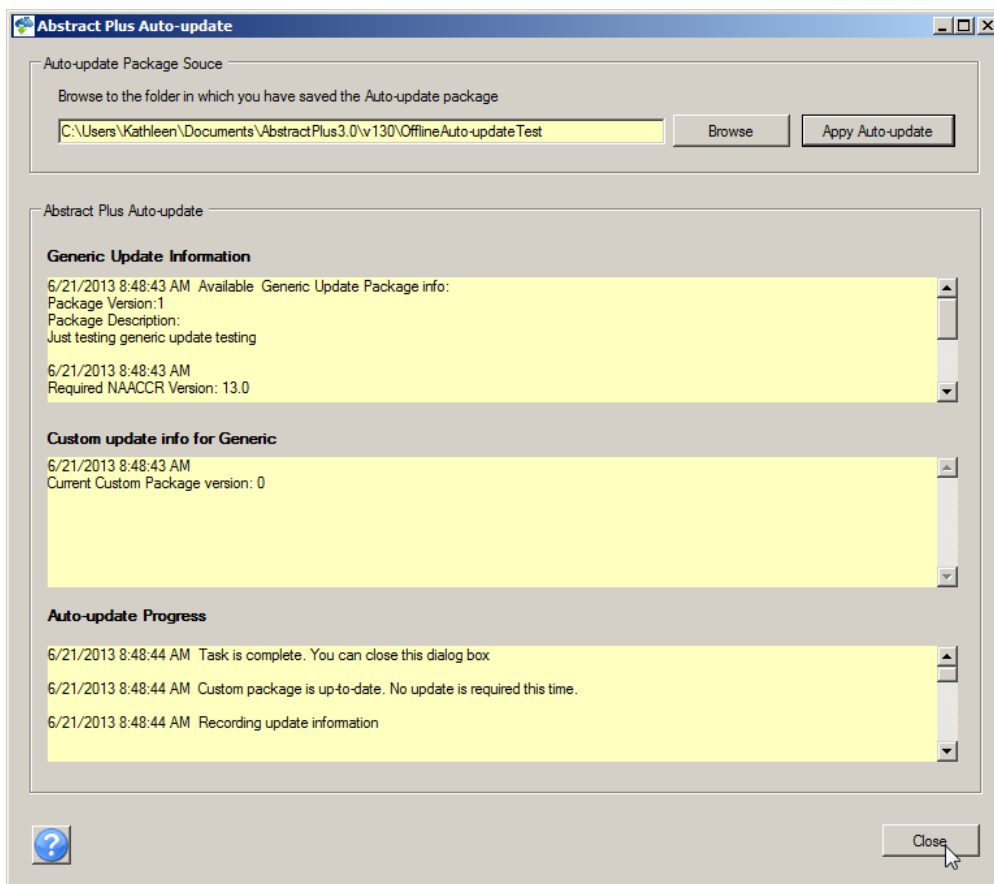 Abstract Plus Auto-update
Auto-update Package Souce
Browse to the folder in which you have saved the Auto-update package
C:\Users\Kathleen\Documents\AbstractPlus3.0\v130\OfflineAuto-updateTest
Browse
Appy Auto-update
Abstract Plus Auto-update
Generic Update Information
6/21/2013 8:48:43 AM  Available  Generic Update Package info:
Package Version:1
Package Description:
Just testing generic update testing
6/21/2013 8:48:43 AM
Required NAACCR Version: 13.0
Custom update info for Generic
6/21/2013 8:48:43 AM
Current Custom Package version: 0
Auto-update Progress
6/21/2013 8:48:44 AM  Task is complete. You can close this dialog box
6/21/2013 8:48:44 AM  Custom package is up-to-date. No update is required this time.
6/21/2013 8:48:44 AM  Recording update information
?
Close